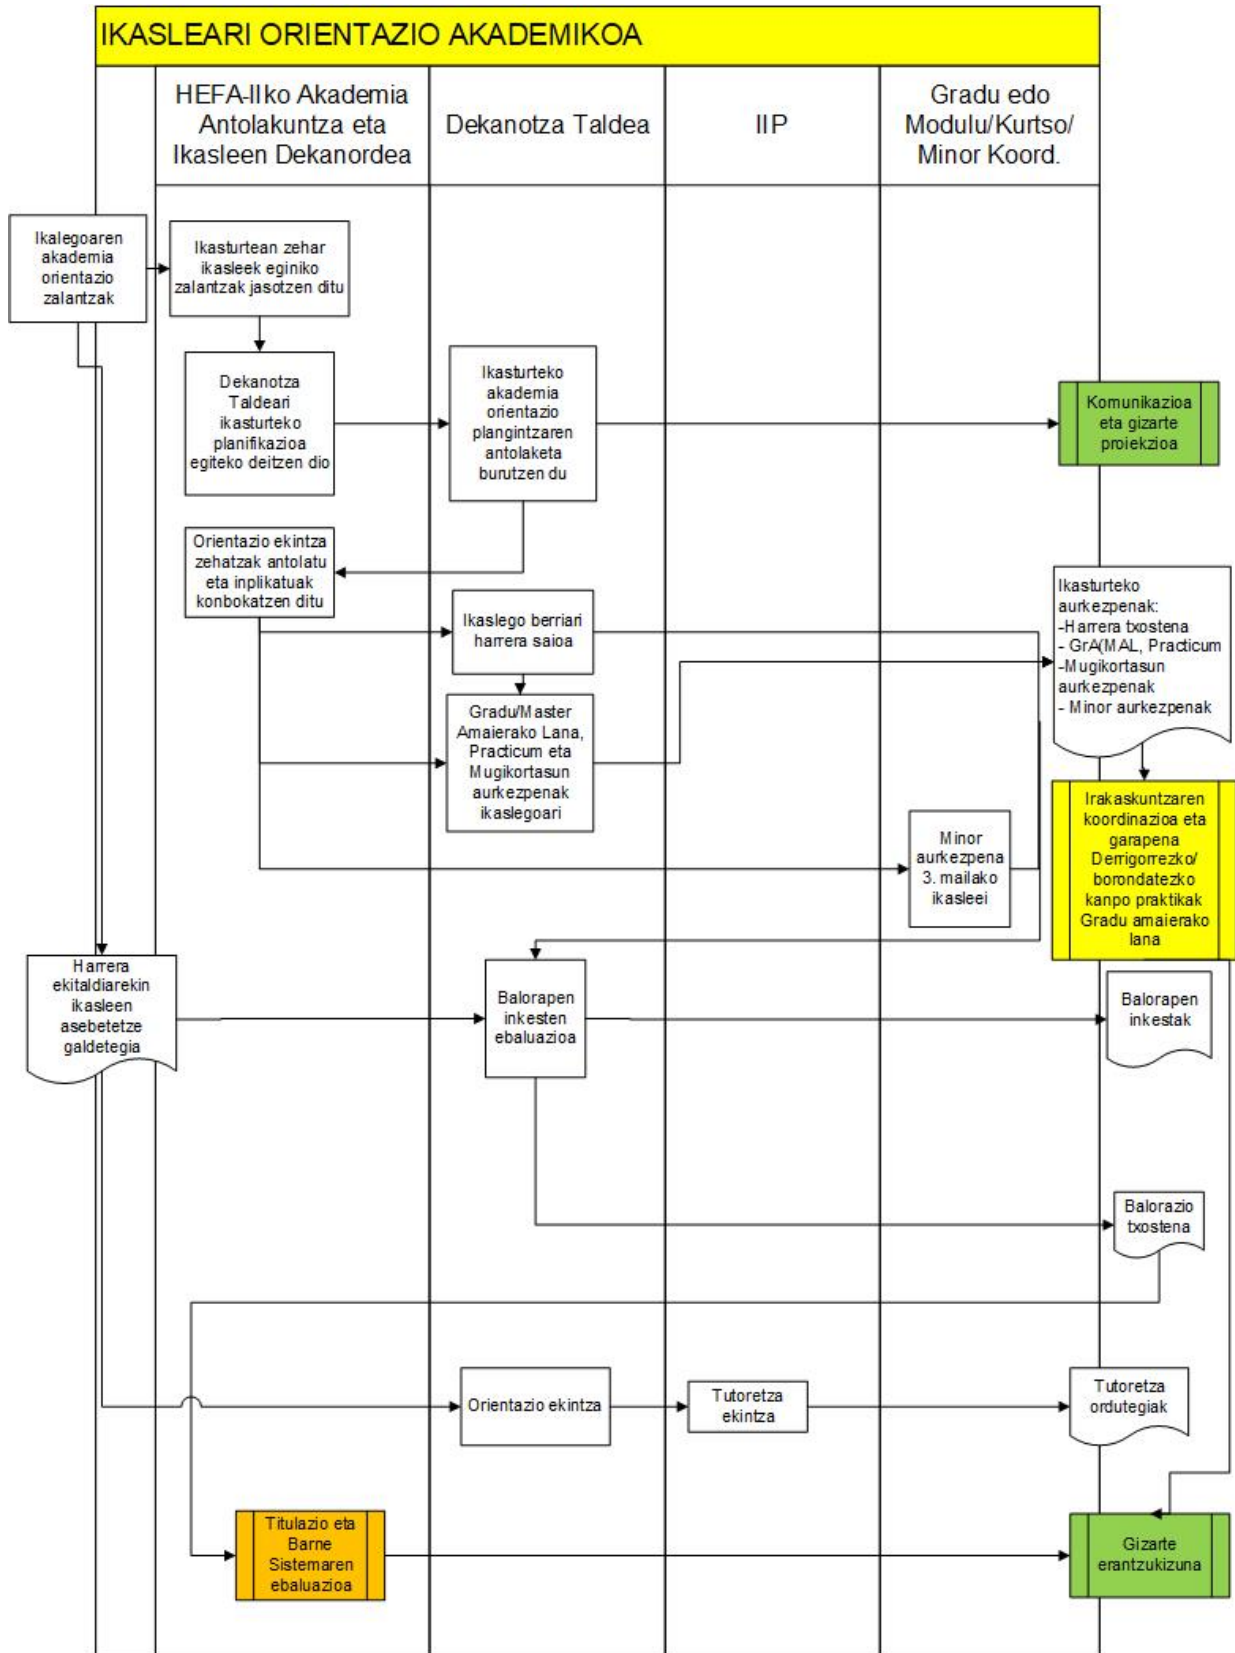 IKASLEARI ORIENTAZIO AKADEMIKOA
HEFA-IIko Akademia
Antolakuntza eta
Ikasleen Dekanordea
Dekanotza Taldea
IIP
Gradu edo
Modulu/Kurtso/
Minor Koord.
Ikalegoaren
akademia
orientazio
zalantzak
Ikasturtean zehar
ikasleek eginiko
zalantzak jasotzen ditu
Dekanotza
Taldeari
ikasturteko
planifikazioa
egiteko deitzen dio
Ikasturteko
akademia
orientazio
plangintzaren
antolaketa
burutzen du
Komunikazioa
eta gizarte
proiekzioa
Orientazio ekintza
zehatzak antolatu
eta inplikatuak
konbokatzen ditu
Ikaslego berriari
harrera saioa
Ikasturteko
aurkezpenak:
-Harrera txostena
- GrA(MAL, Practicum
-Mugikortasun
aurkezpenak
- Minor aurkezpenak
Gradu/Master
Amaierako Lana,
Practicum eta
Mugikortasun
aurkezpenak
ikaslegoari
Minor
aurkezpena
3. mailako
ikasleei
Irakaskuntzaren
koordinazioa eta
garapena
Derrigorrezko/
borondatezko
kanpo praktikak
Gradu amaierako
lana
Harrera
ekitaldiarekin
ikasleen
asebetetze
galdetegia
Balorapen
inkesten
ebaluazioa
Balorapen
inkestak
Balorazio
txostena
Orientazio ekintza
Tutoretza
ekintza
Tutoretza
ordutegiak
Titulazio eta
Barne
Sistemaren
ebaluazioa
Gizarte
erantzukizuna